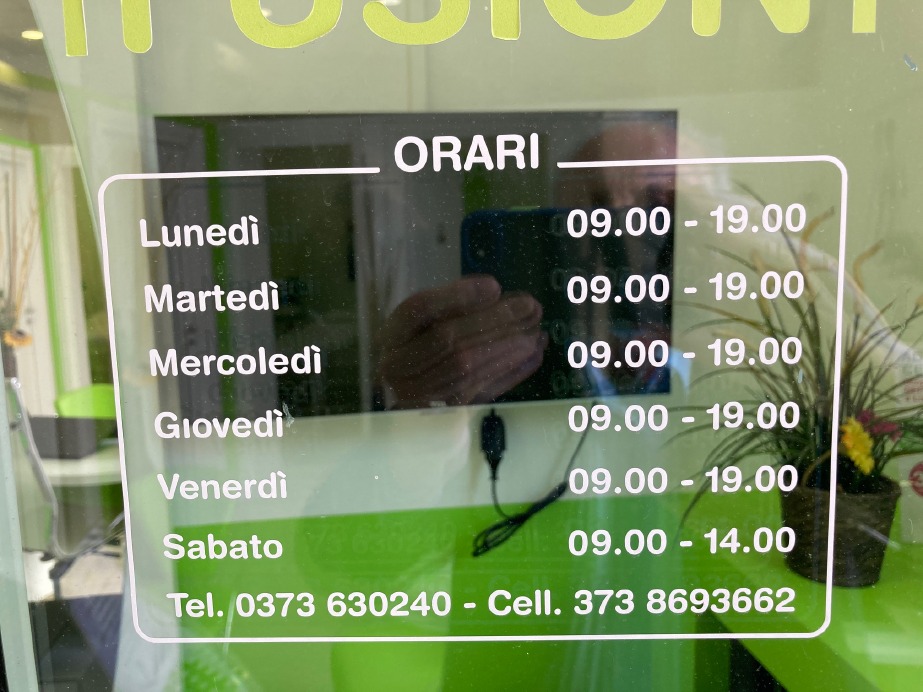 ORARI
Lunedì 09.00 - 19.00
Martedì 09.00 - 19.00
Mercoledì 09.00 - 19.00
Giovedì 09.00 - 19.00
Venerdì 09.00 - 19.00
Sabato 09.00 - 14.00
Tel. 0373 630240 - Cell. 373 8693662